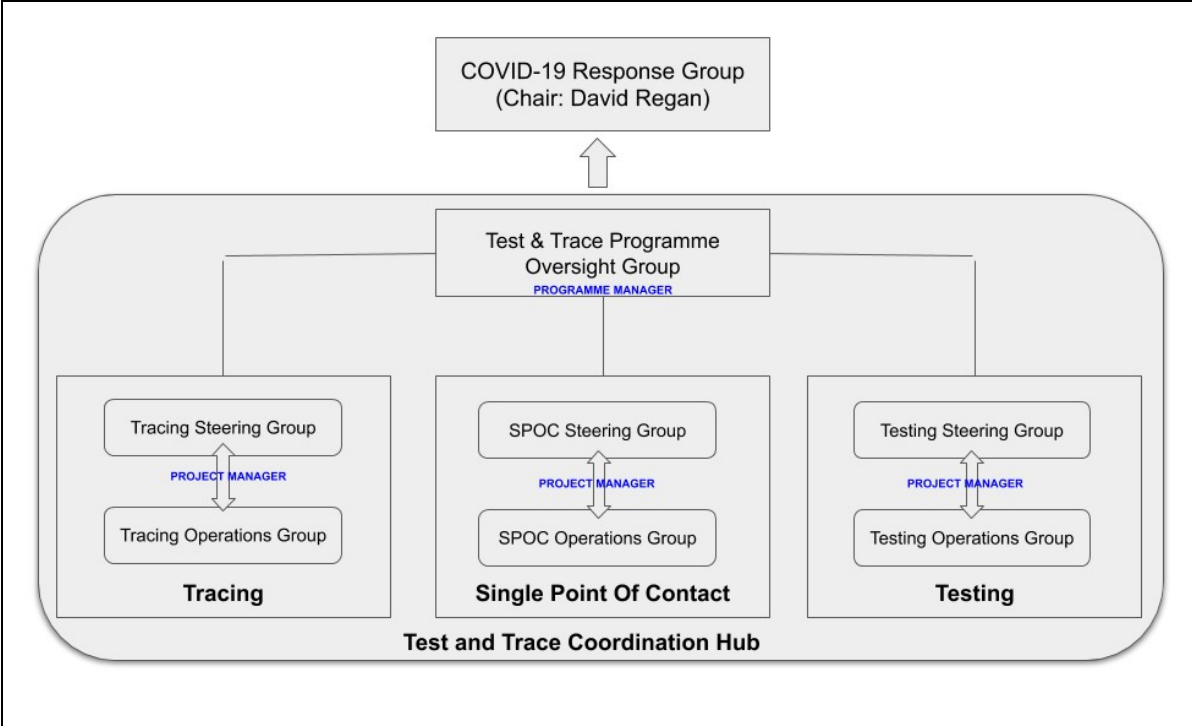 COVID-19 Response Group
(Chair: David Regan)
Test & Trace Programme
Oversight Group
PROGRAMME MANAGER
Tracing Steering Group
PROJECT MANAGER
Tracing Operations Group
Tracing
SPOC Steering Group
PROJECT MANAGER
SPOC Operations Group
Single Point Of Contact
Testing Steering Group
PROJECT MANAGER
Testing Operations Group
Testing
Test and Trace Coordination Hub